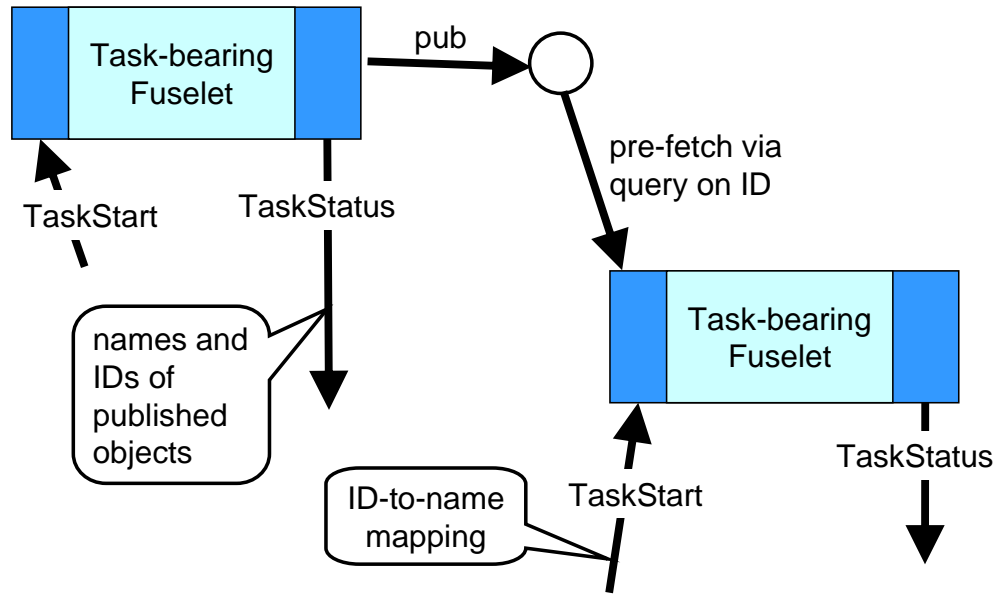 Task-bearing
Fuselet
pub
pre-fetch via
query on ID
TaskStart
TaskStatus
names and
IDs of
published
objects
Task-bearing
Fuselet
ID-to-name
mapping
TaskStart
TaskStatus